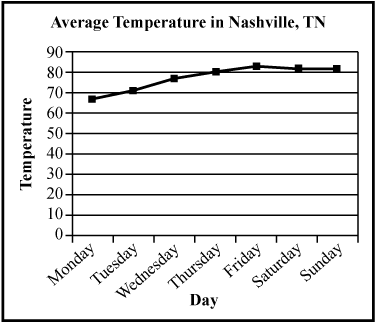 Average Temperature in Nashville, TN
Temperature
90
80
70
60
50
40
30
20
10
0
Monday
Tuesday
Wednesday
Thursday
Friday
Saturday
Sunday
Day